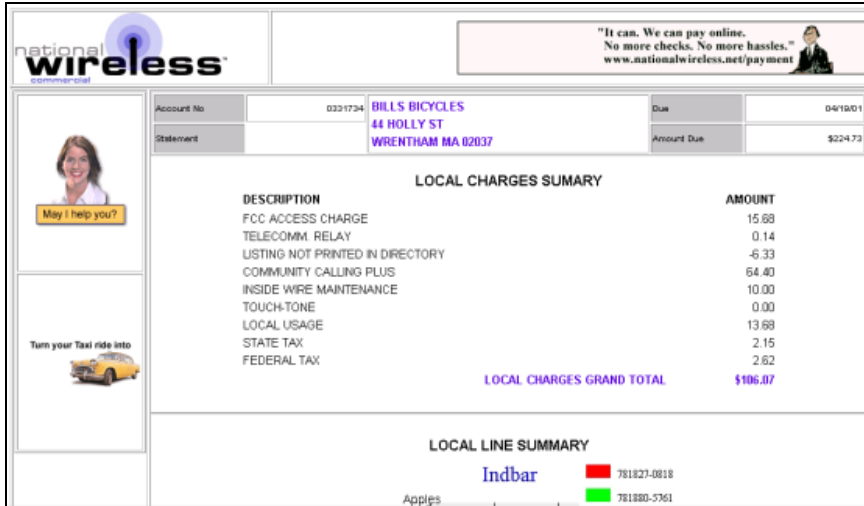 national
wireless
commercial
"It can. We can pay online.
No more checks. No more hassles."
www.nationalwireless.net/payment
May I help you?
Turn your Taxi ride into
Account No 0331734 BILLS BICYCLES Due 04/19/01
44 HOLLY ST
Statement WRENTHAM MA 02037 Amount Due $224.73
LOCAL CHARGES SUMARY
DESCRIPTION AMOUNT
FCC ACCESS CHARGE 15.68
TELECOMM. RELAY 0.14
LISTING NOT PRINTED IN DIRECTORY -6.33
COMMUNITY CALLING PLUS 64.40
INSIDE WIRE MAINTENANCE 10.00
TOUCH-TONE 0.00
LOCAL USAGE 13.68
STATE TAX 2.15
FEDERAL TAX 2.62
LOCAL CHARGES GRAND TOTAL $106.07
LOCAL LINE SUMMARY
Indbar 781827-0818
Apples 781880-5761